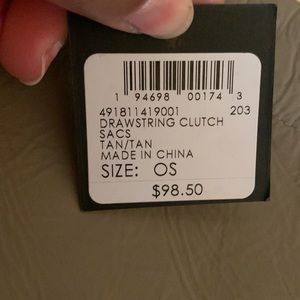 1 94698 00174 3
491811419001 203
DRAWSTRING CLUTCH
SACS
TAN/TAN
MADE IN CHINA
SIZE: OS
$98.50